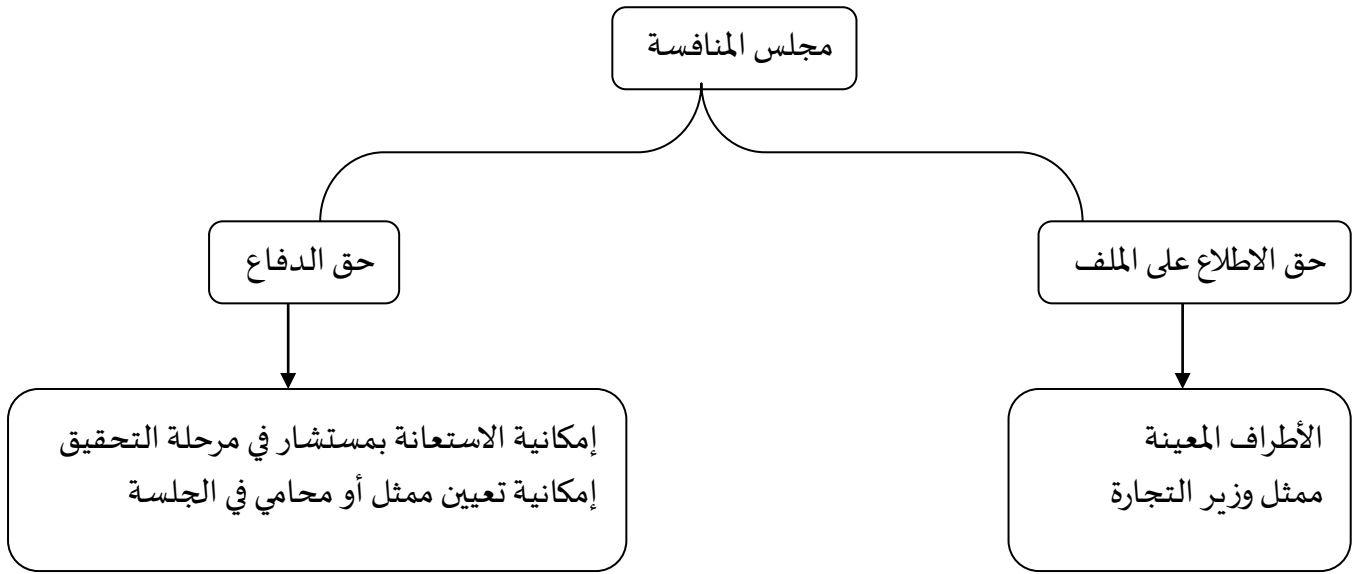 مجلس المنافسة
حق الاطلاع على الملف
حق الدفاع
الأطراف المعينة
ممثل وزير التجارة
إمكانية الاستعانة بمستشار في مرحلة التحقيق
إمكانية تعيين ممثل أو محامي في الجلسة